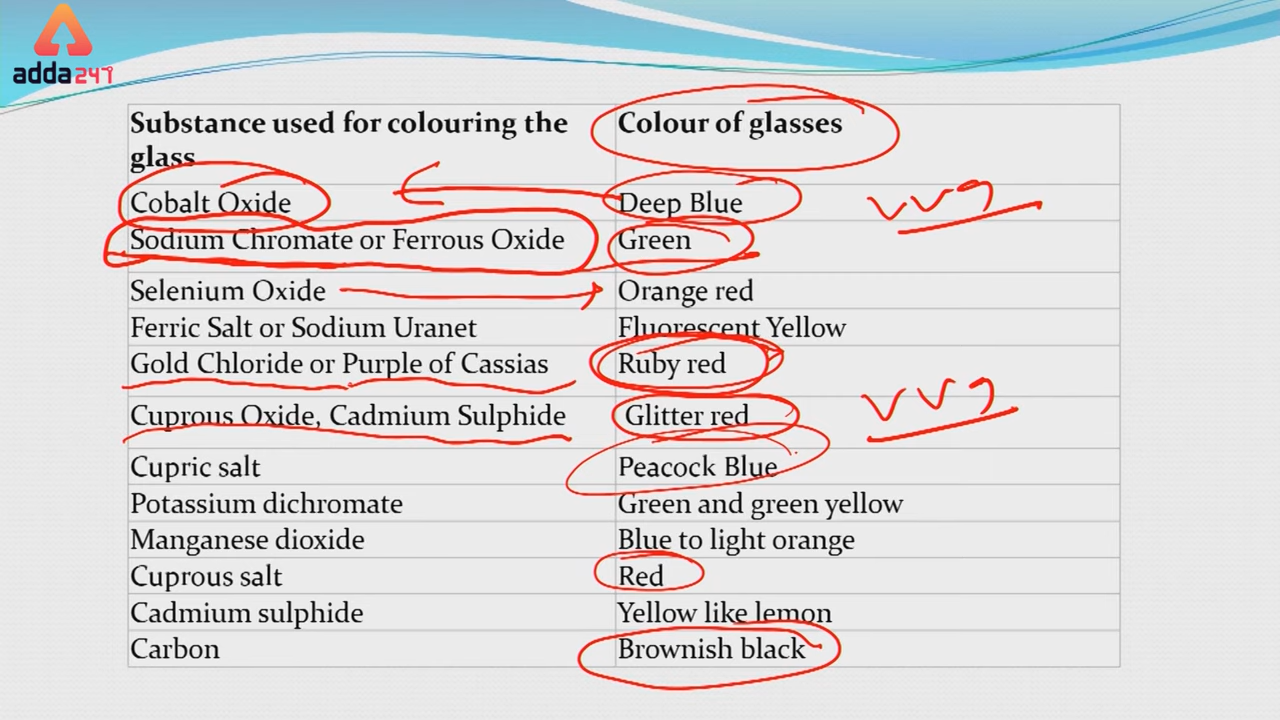 adda247
Substance used for colouring the
glass
Colour of glasses
Cobalt Oxide
Deep Blue
vvg
Sodium Chromate or Ferrous Oxide
Green
Selenium Oxide
Orange red
Ferric Salt or Sodium Uranet
Fluorescent Yellow
Gold Chloride or Purple of Cassias
Ruby red
Cuprous Oxide, Cadmium Sulphide
Glitter red
vvg
Cupric salt
Peacock Blue
Potassium dichromate
Green and green yellow
Manganese dioxide
Blue to light orange
Cuprous salt
Red
Cadmium sulphide
Yellow like lemon
Carbon
Brownish black